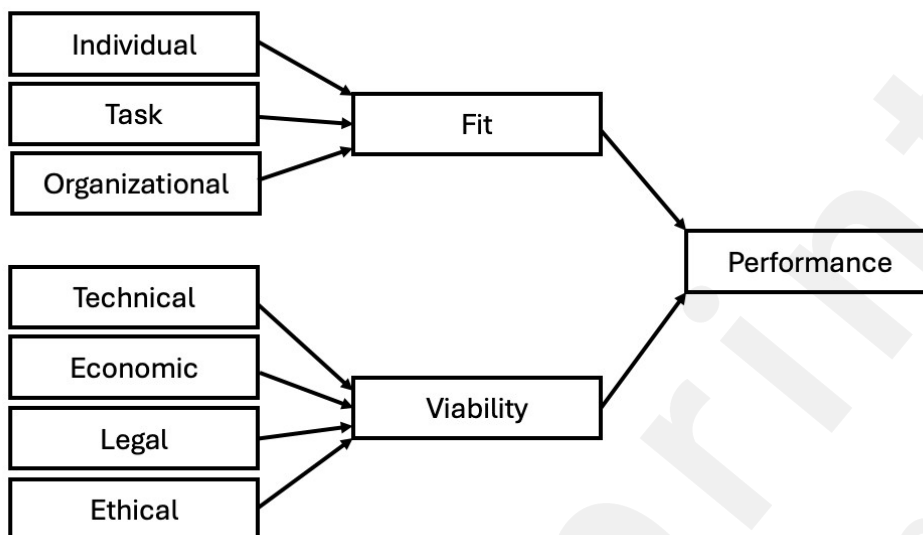 Individual
Task
Fit
Organizational
Technical
Performance
Economic
Viability
Legal
Ethical